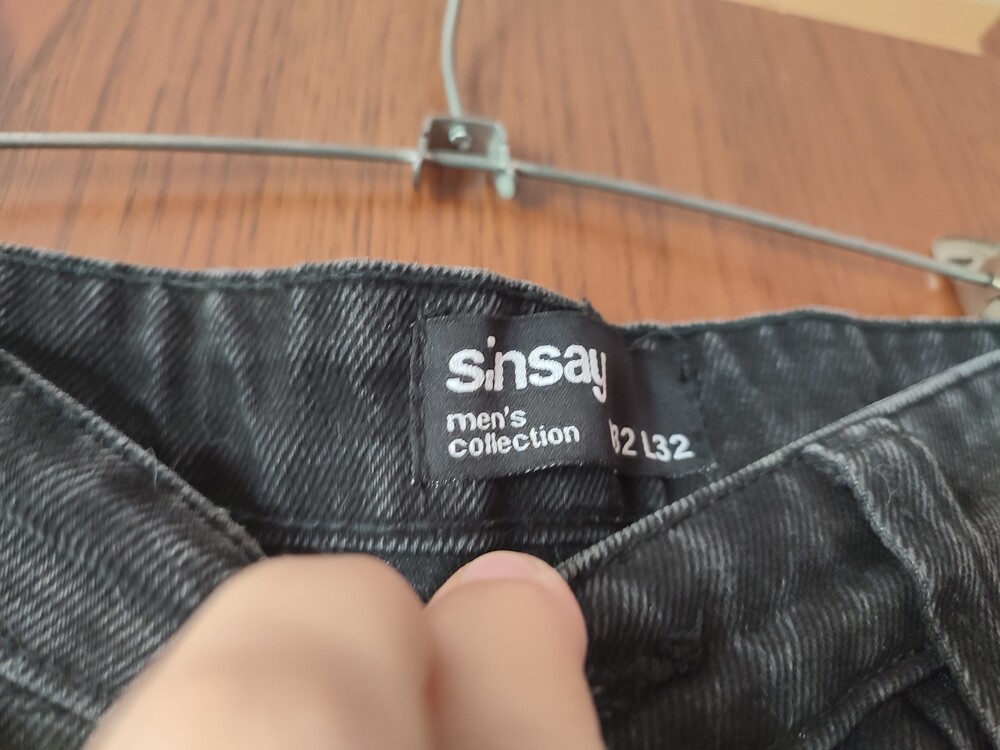 sinsay
men's
collection
32 L32